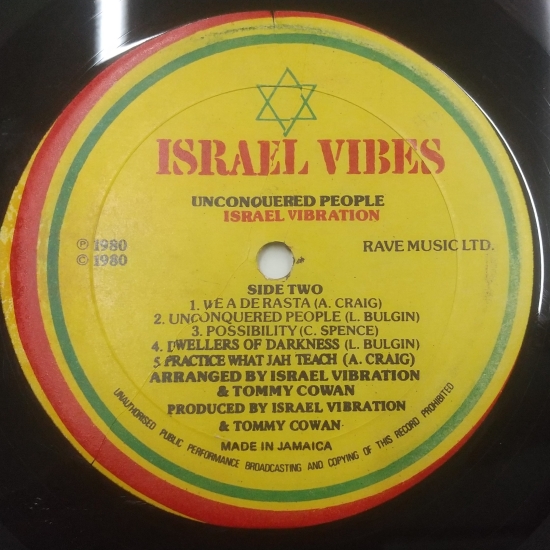 ISRAEL VIBES
UNCONQUERED PEOPLE
ISRAEL VIBRATION
Ⓟ 1980
© 1980
RAVE MUSIC LTD.
SIDE TWO
1. WE A DE RASTA (A. CRAIG)
2. UNCONQUERED PEOPLE (L. BULGIN)
3. POSSIBILITY (C. SPENCE)
4. DWELLERS OF DARKNESS (L. BULGIN)
5. PRACTICE WHAT JAH TEACH (A. CRAIG)
ARRANGED BY ISRAEL VIBRATION
& TOMMY COWAN
PRODUCED BY ISRAEL VIBRATION
& TOMMY COWAN
MADE IN JAMAICA
UNAUTHORISED PUBLIC PERFORMANCE BROADCASTING AND COPYING OF THIS RECORD PROHIBITED